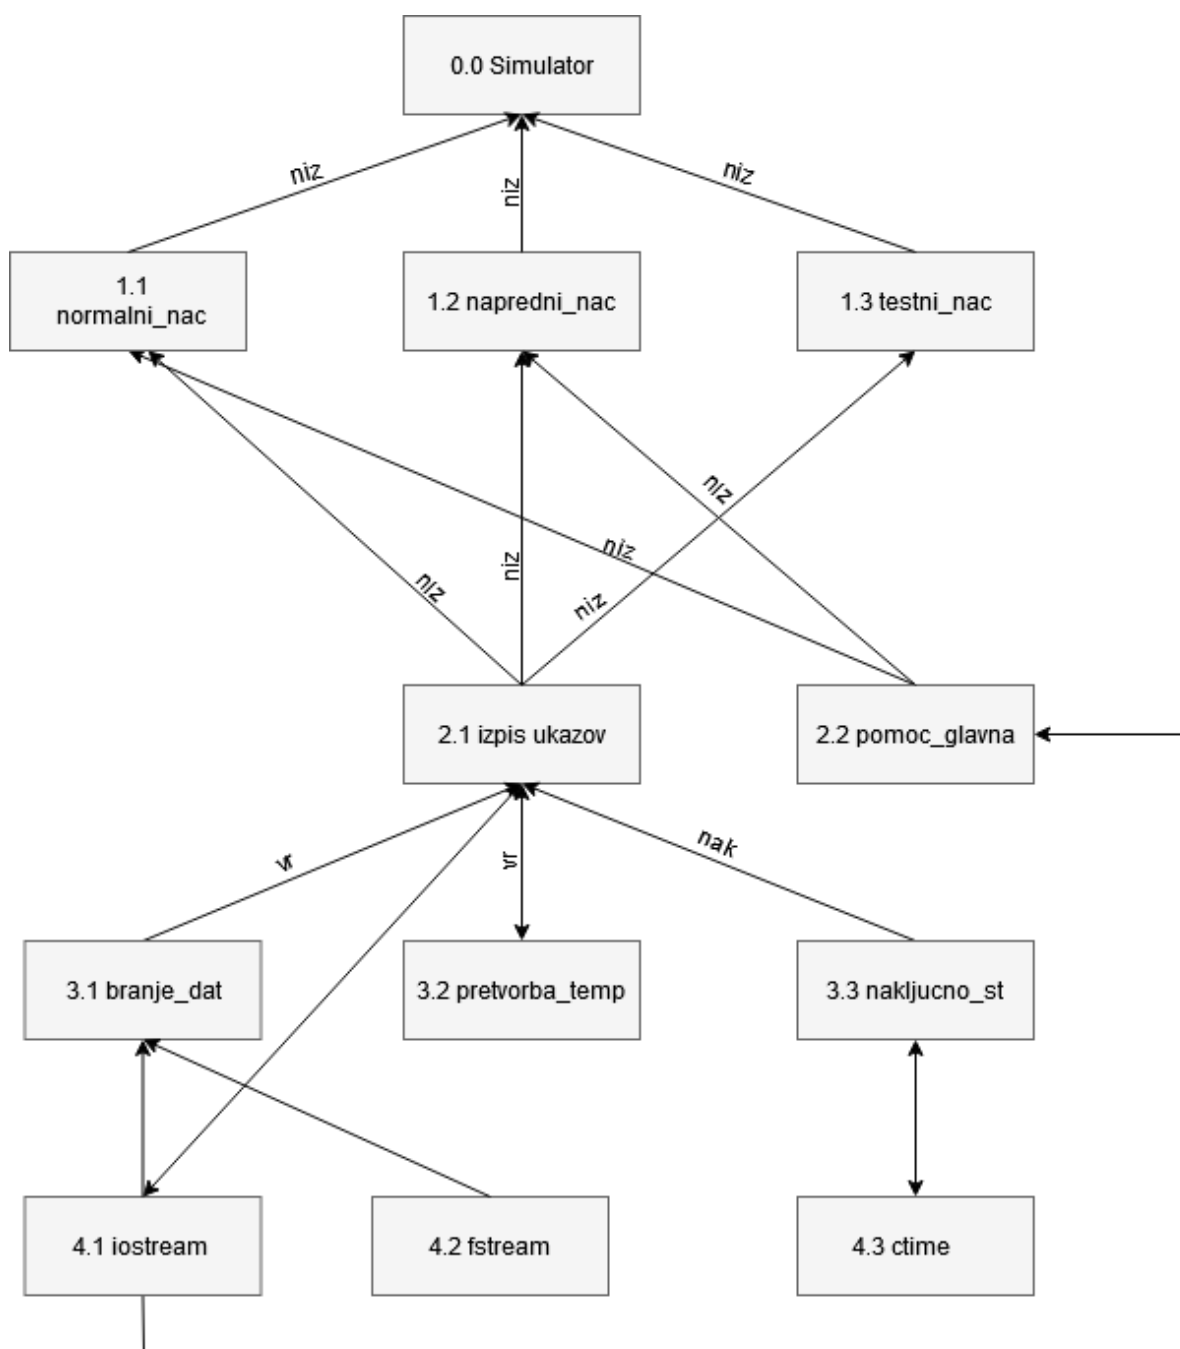 0.0 Simulator
niz
niz
niz
1.1
normalni_nac
1.2 napredni_nac
1.3 testni_nac
niz
niz
niz
niz
niz
2.1 izpis ukazov
2.2 pomoc_glavna
vr
vr
nak
3.1 branje_dat
3.2 pretvorba_temp
3.3 nakljucno_st
4.1 iostream
4.2 fstream
4.3 ctime